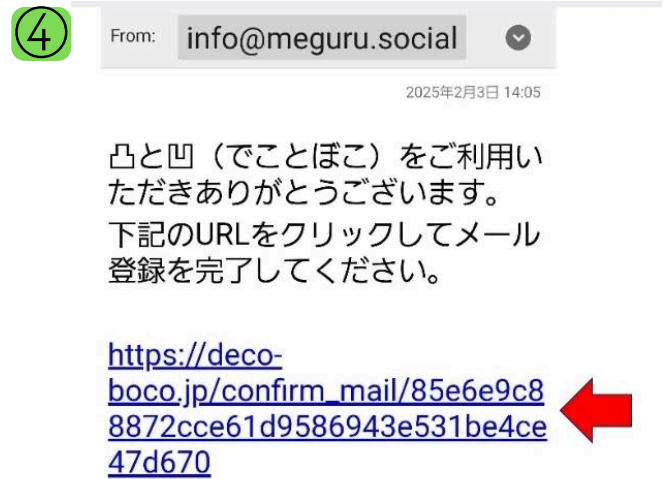 ④
From: info@meguru.social
2025年2月3日 14:05
凸と凹（でことぼこ）をご利用い
ただきありがとうございます。
下記のURLをクリックしてメール
登録を完了してください。
https://deco-
boco.jp/confirm_mail/85e6e9c8
8872cce61d9586943e531be4ce
47d670